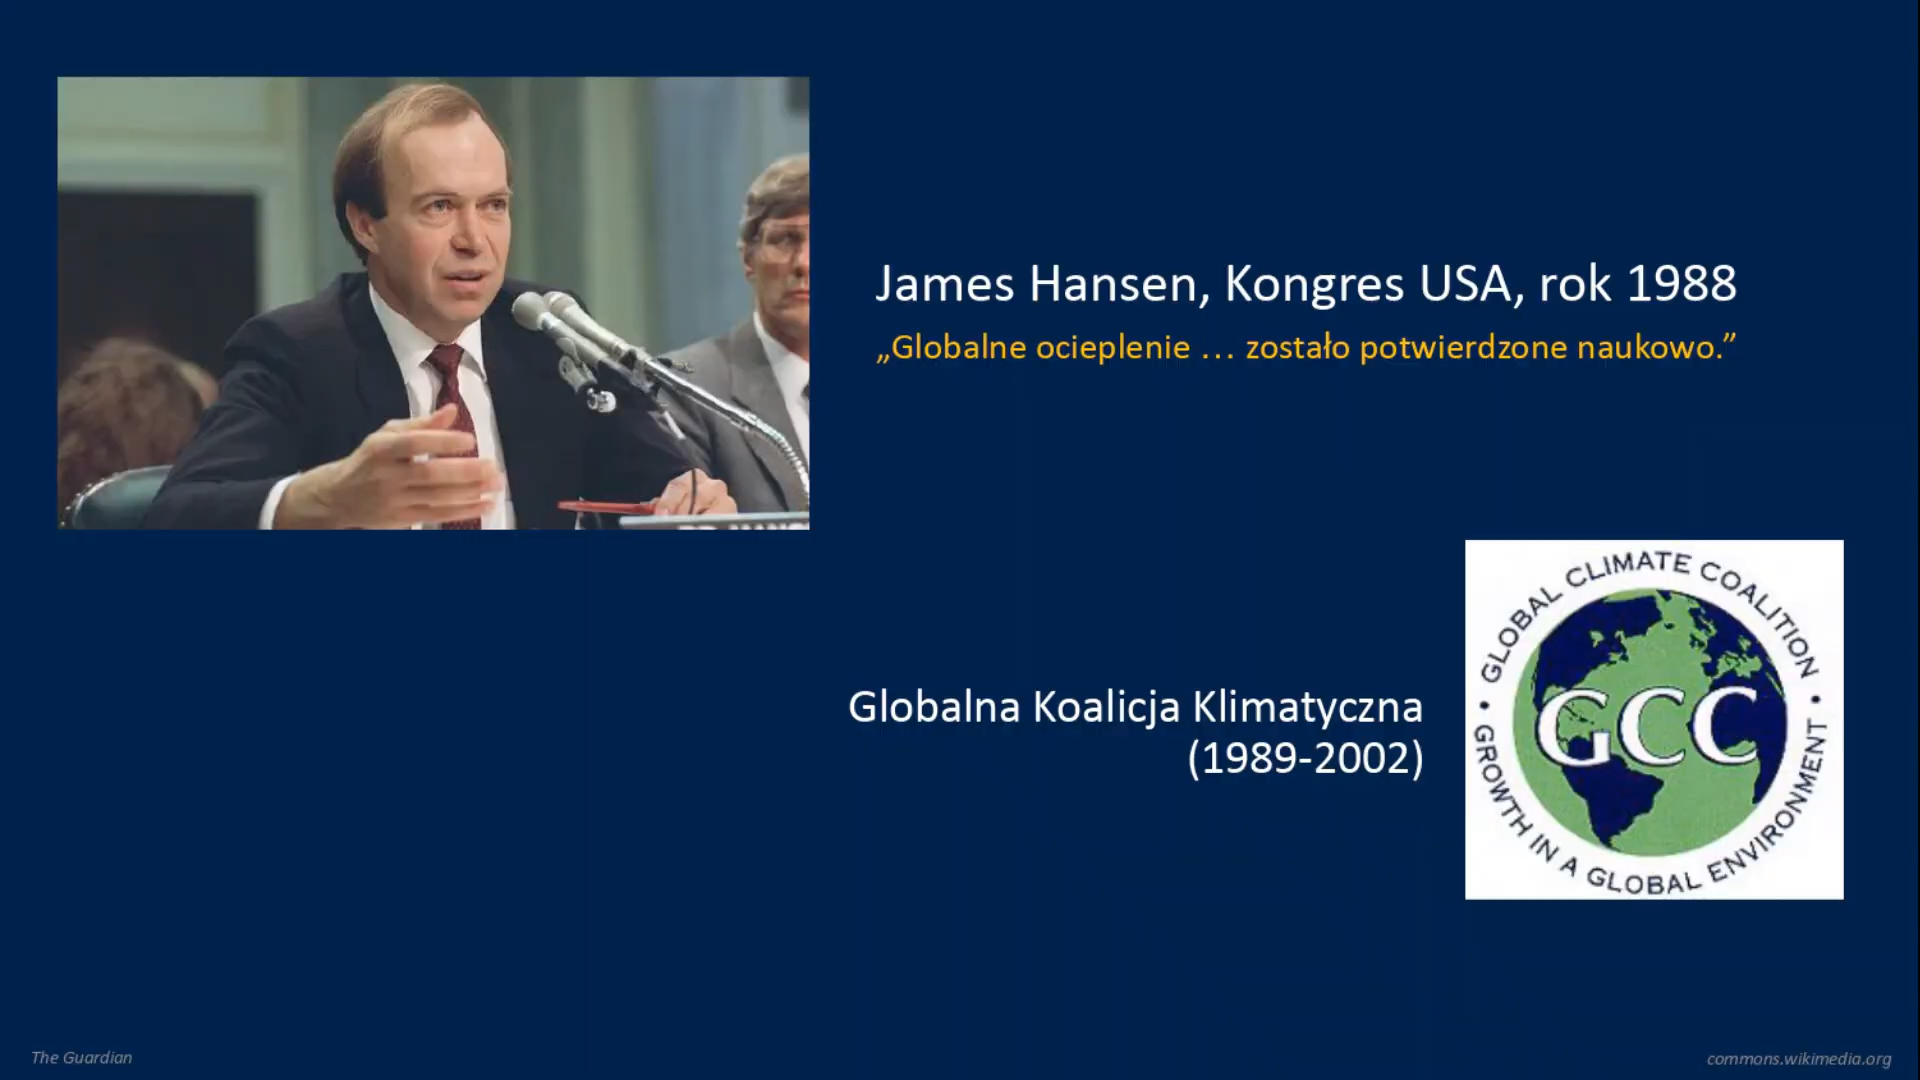 James Hansen, Kongres USA, rok 1988
„Globalne ocieplenie … zostało potwierdzone naukowo.”
GLOBAL CLIMATE COALITION
GCC
• GROWTH IN A GLOBAL ENVIRONMENT •
Globalna Koalicja Klimatyczna
(1989-2002)
The Guardian
commons.wikimedia.org